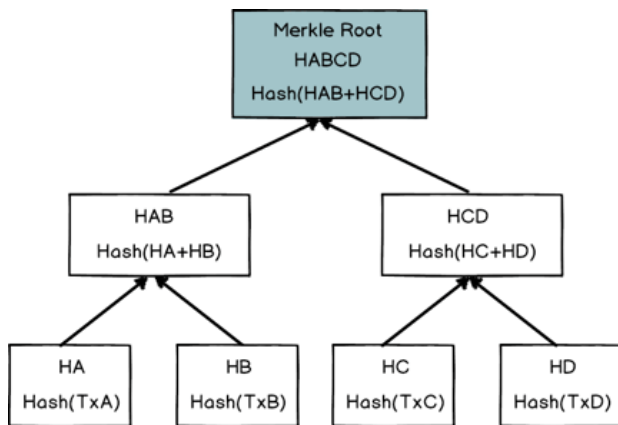 Merkle Root
HABCD
Hash(HAB+HCD)
HAB
Hash(HA+HB)
HCD
Hash(HC+HD)
HA
Hash(TxA)
HB
Hash(TxB)
HC
Hash(TxC)
HD
Hash(TxD)